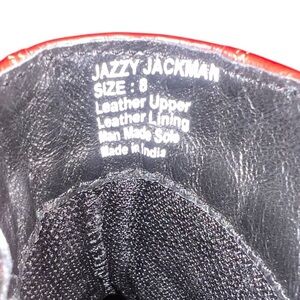 JAZZY JACKMAN
SIZE : 8
Leather Upper
Leather Lining
Man Made Sole
Made in India